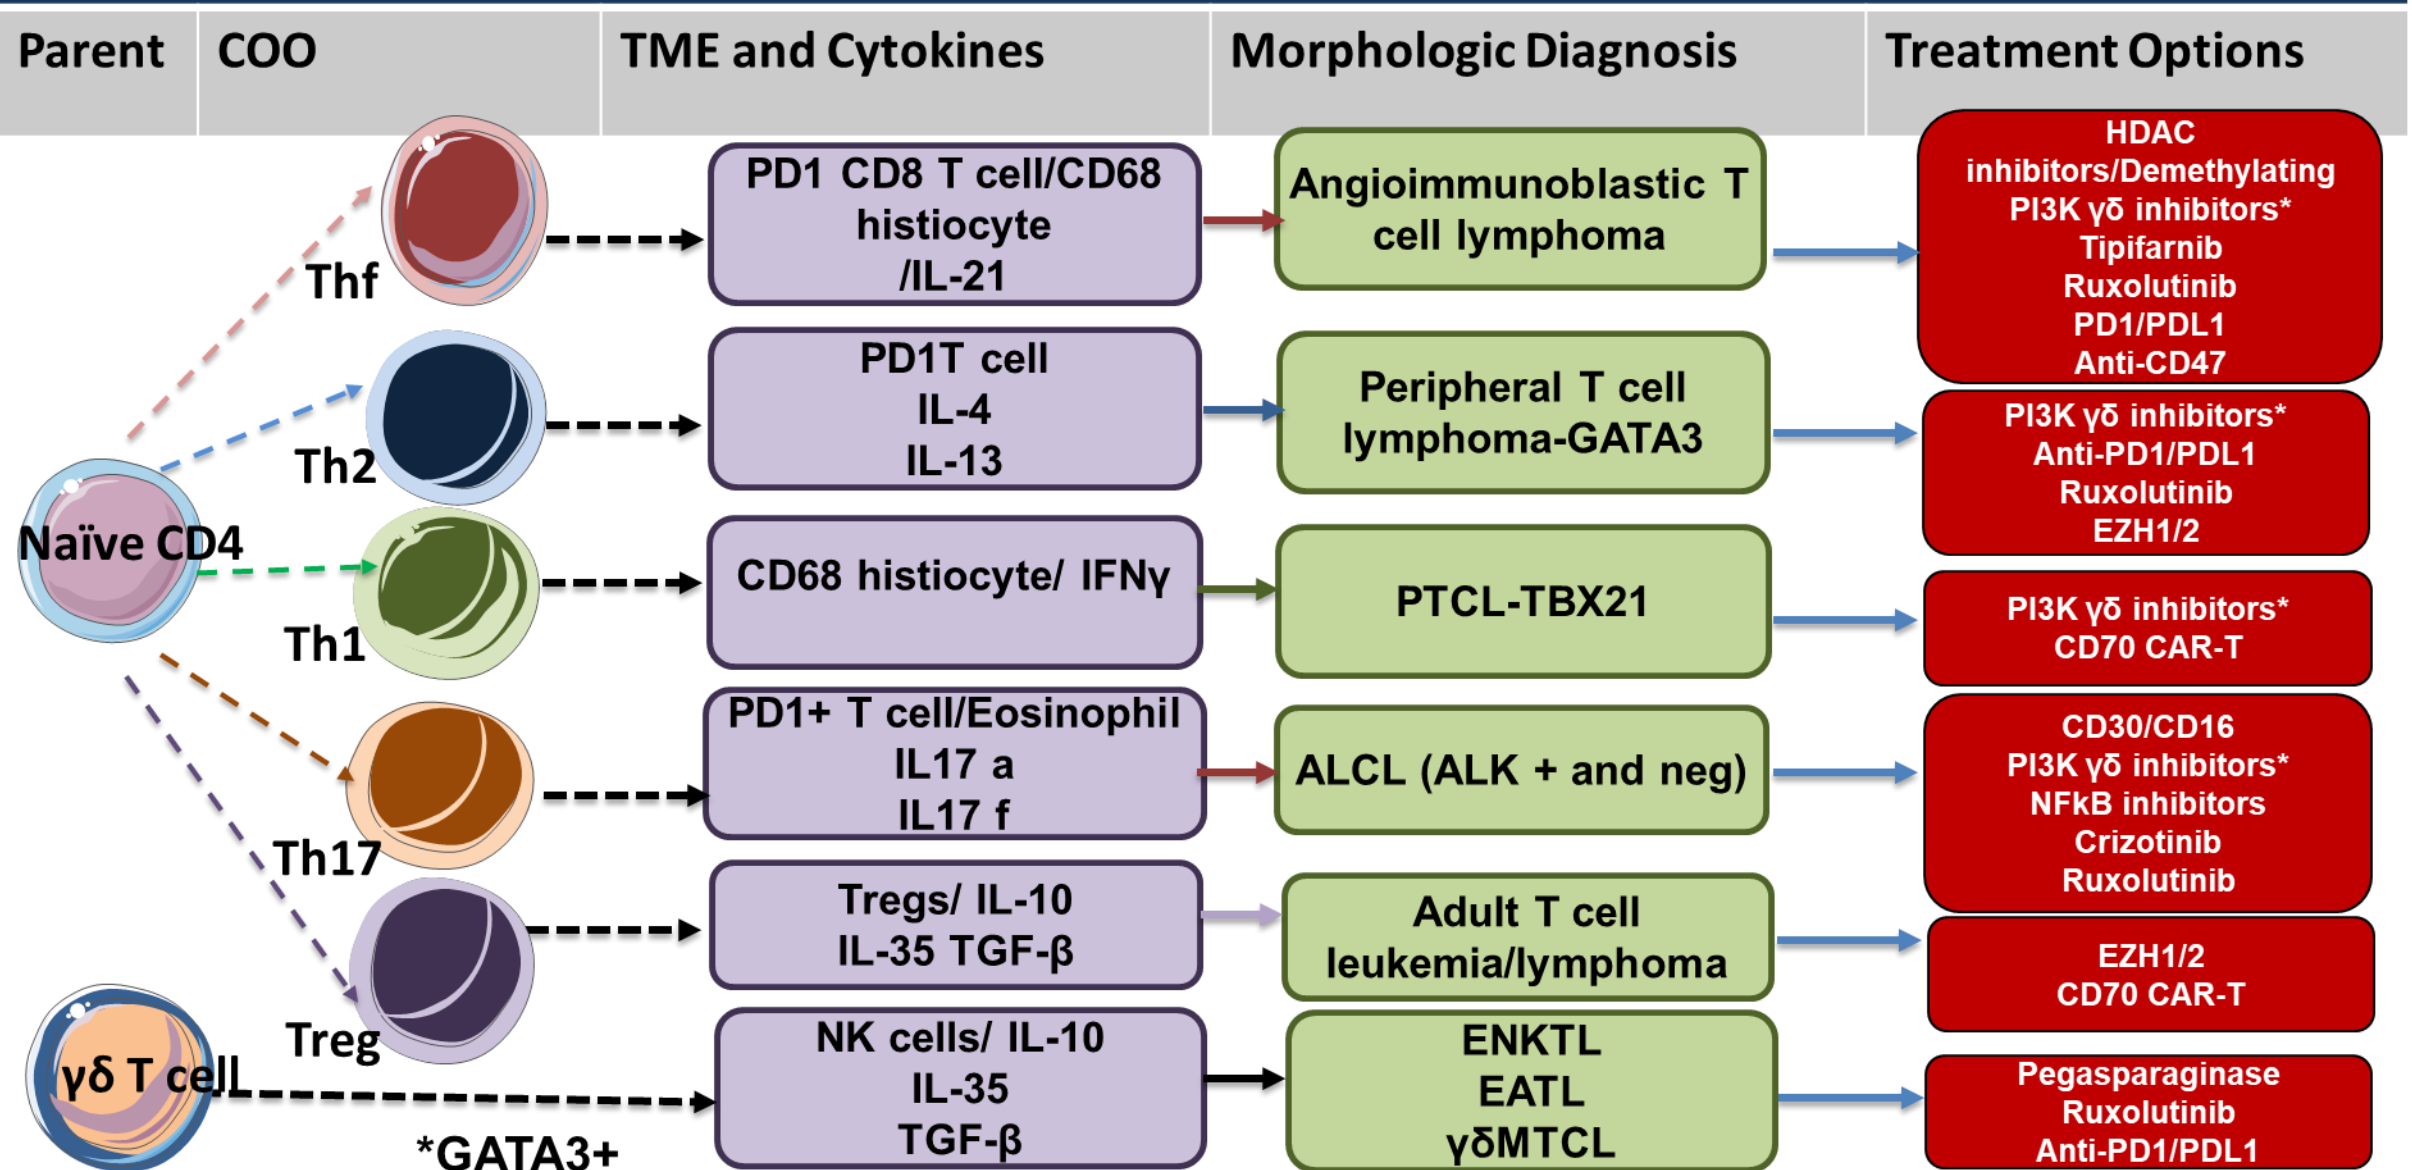 Parent
COO
TME and Cytokines
Morphologic Diagnosis
Treatment Options
Naïve CD4
γδ T cell
Thf
PD1 CD8 T cell/CD68
histiocyte
/IL-21
Angioimmunoblastic T
cell lymphoma
HDAC
inhibitors/Demethylating
PI3K γδ inhibitors*
Tipifarnib
Ruxolutinib
PD1/PDL1
Anti-CD47
Th2
PD1T cell
IL-4
IL-13
Peripheral T cell
lymphoma-GATA3
PI3K γδ inhibitors*
Anti-PD1/PDL1
Ruxolutinib
EZH1/2
Th1
CD68 histiocyte/ IFNγ
PTCL-TBX21
PI3K γδ inhibitors*
CD70 CAR-T
Th17
PD1+ T cell/Eosinophil
IL17 a
IL17 f
ALCL (ALK + and neg)
CD30/CD16
PI3K γδ inhibitors*
NFkB inhibitors
Crizotinib
Ruxolutinib
Treg
Tregs/ IL-10
IL-35 TGF-β
Adult T cell
leukemia/lymphoma
EZH1/2
CD70 CAR-T
NK cells/ IL-10
IL-35
TGF-β
ENKTL
EATL
γδMTCL
Pegasparaginase
Ruxolutinib
Anti-PD1/PDL1
*GATA3+